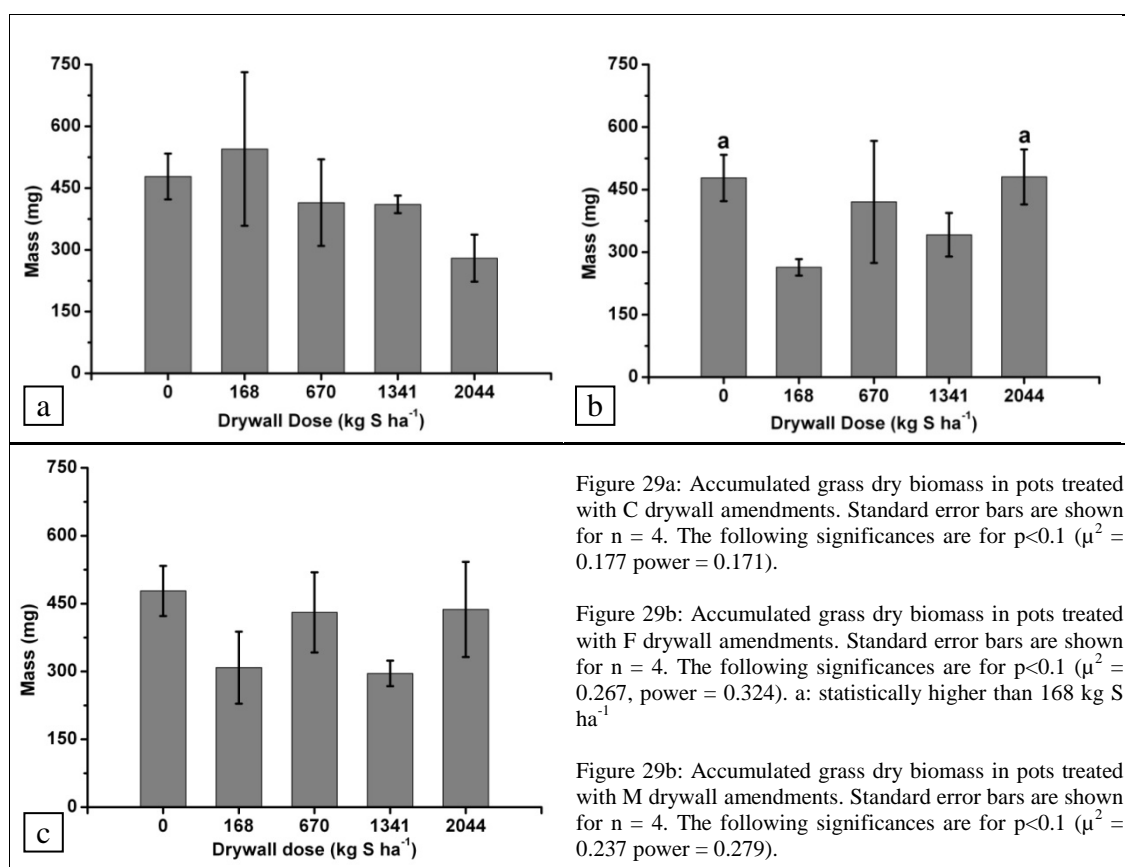 750
600
450
300
150
0
Mass (mg)
0 168 670 1341 2044
Drywall Dose (kg S ha⁻¹)
a
750
600
450
300
150
0
Mass (mg)
a a
0 168 670 1341 2044
Drywall Dose (kg S ha⁻¹)
b
750
600
450
300
150
0
Mass (mg)
0 168 670 1341 2044
Drywall dose (kg S ha⁻¹)
c
Figure 29a: Accumulated grass dry biomass in pots treated
with C drywall amendments. Standard error bars are shown
for n = 4. The following significances are for p<0.1 (µ² =
0.177 power = 0.171).
Figure 29b: Accumulated grass dry biomass in pots treated
with F drywall amendments. Standard error bars are shown
for n = 4. The following significances are for p<0.1 (µ² =
0.267, power = 0.324). a: statistically higher than 168 kg S
ha⁻¹
Figure 29b: Accumulated grass dry biomass in pots treated
with M drywall amendments. Standard error bars are shown
for n = 4. The following significances are for p<0.1 (µ² =
0.237 power = 0.279).